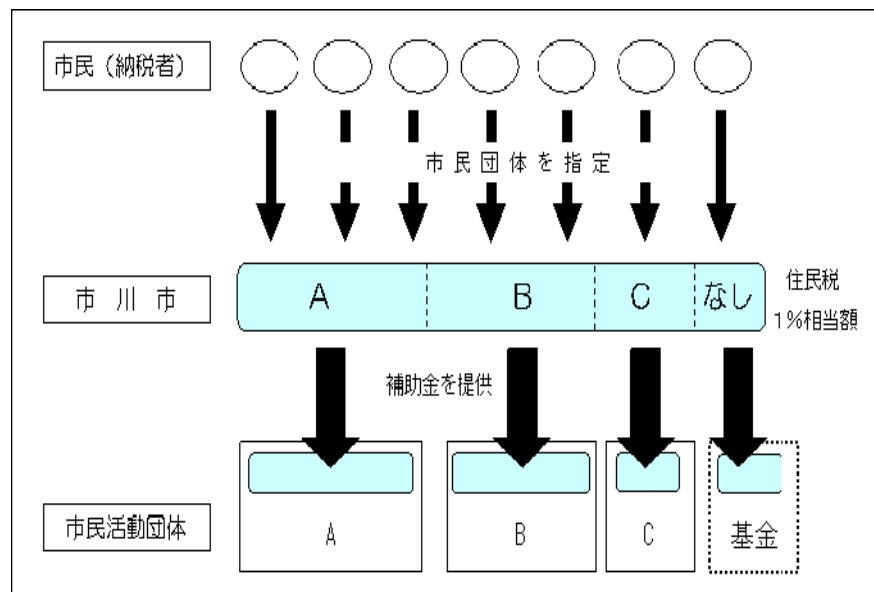 市民（納税者）
市民団体を指定
市川市
A
B
C
なし
住民税
1％相当額
補助金を提供
市民活動団体
A
B
C
基金